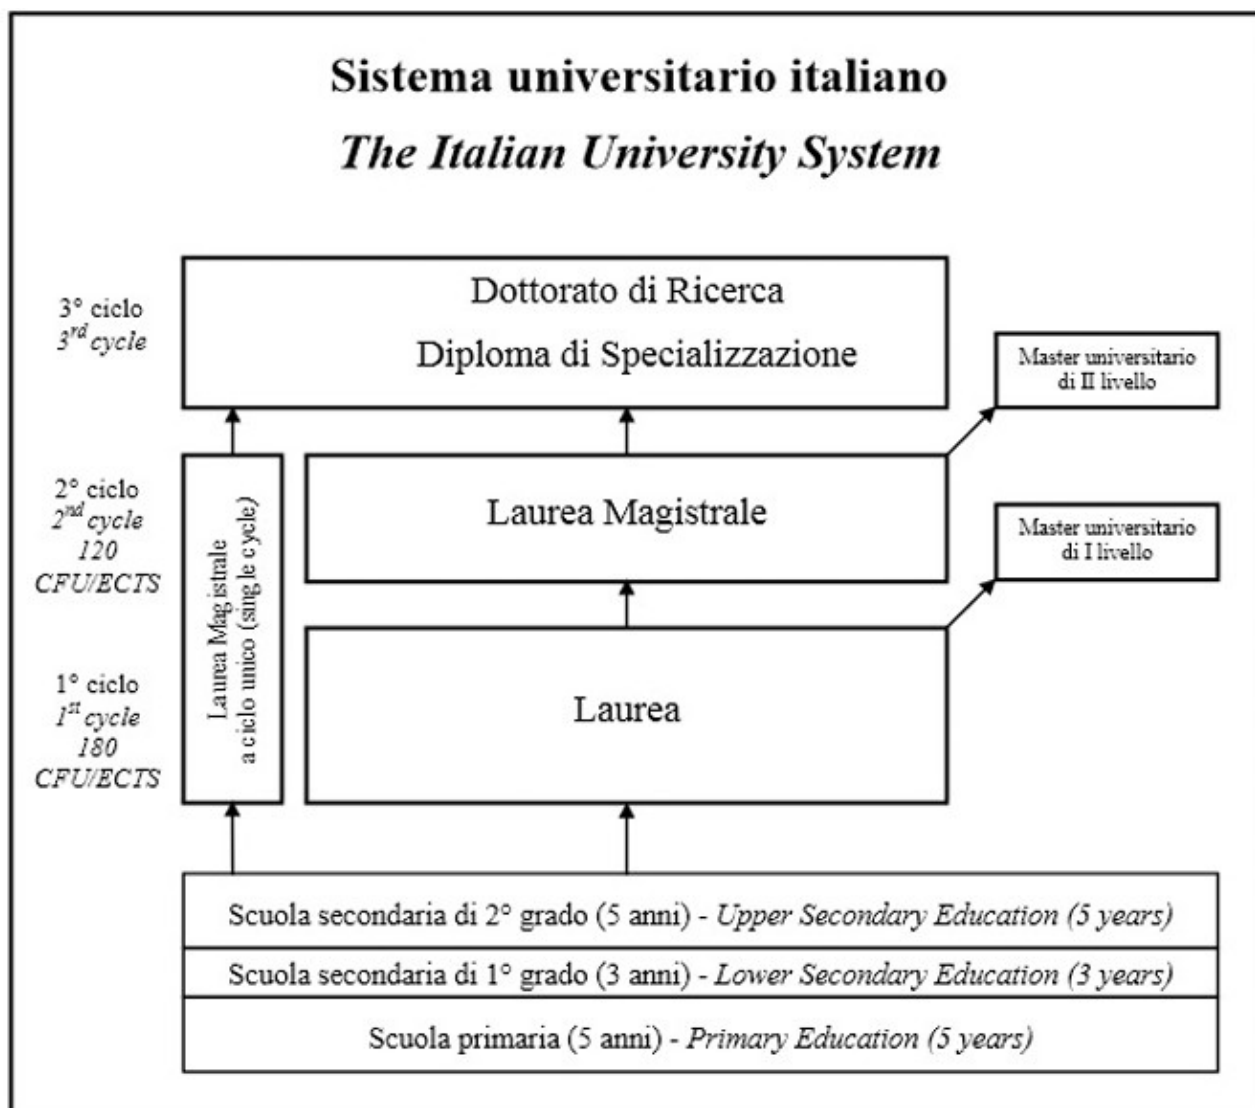 Sistema universitario italiano
The Italian University System
3° ciclo
3rd cycle
Dottorato di Ricerca
Diploma di Specializzazione
Master universitario
di II livello
2° ciclo
2nd cycle
120
CFU/ECTS
Laurea Magistrale
a ciclo unico (single cycle)
Laurea Magistrale
Master universitario
di I livello
1° ciclo
1st cycle
180
CFU/ECTS
Laurea
Scuola secondaria di 2° grado (5 anni) - Upper Secondary Education (5 years)
Scuola secondaria di 1° grado (3 anni) - Lower Secondary Education (3 years)
Scuola primaria (5 anni) - Primary Education (5 years)